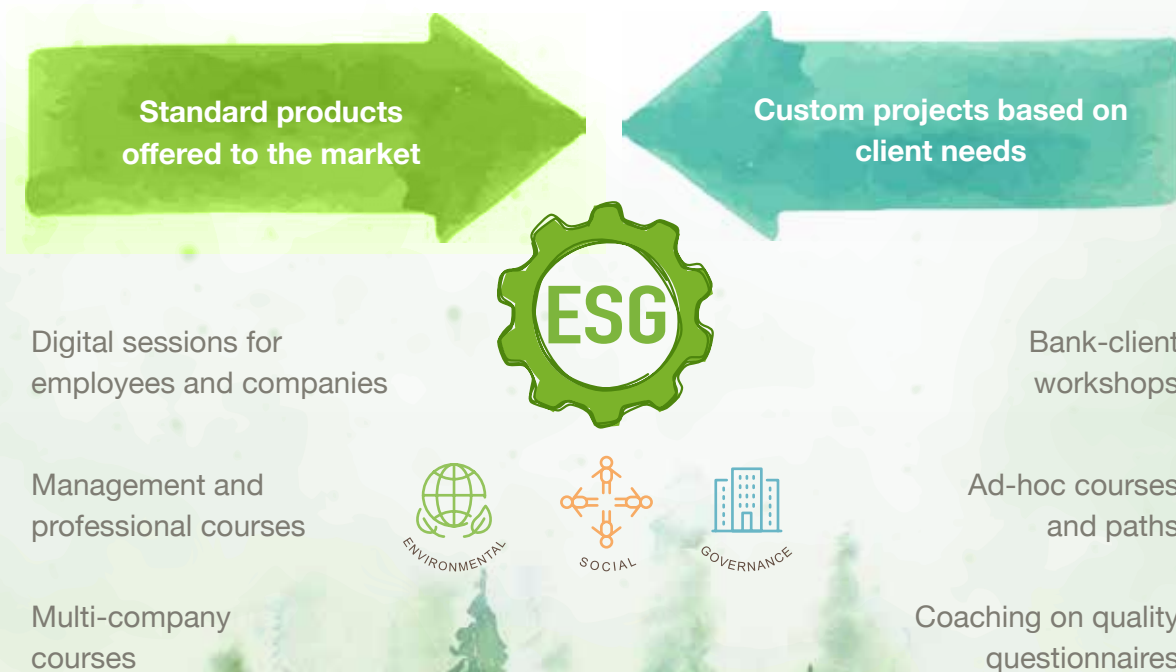 Standard products
offered to the market
Custom projects based on
client needs
ESG
Digital sessions for
employees and companies
Bank-client
workshops
Management and
professional courses
ENVIRONMENTAL
SOCIAL
GOVERNANCE
Ad-hoc courses
and paths
Multi-company
courses
Coaching on quality
questionnaires